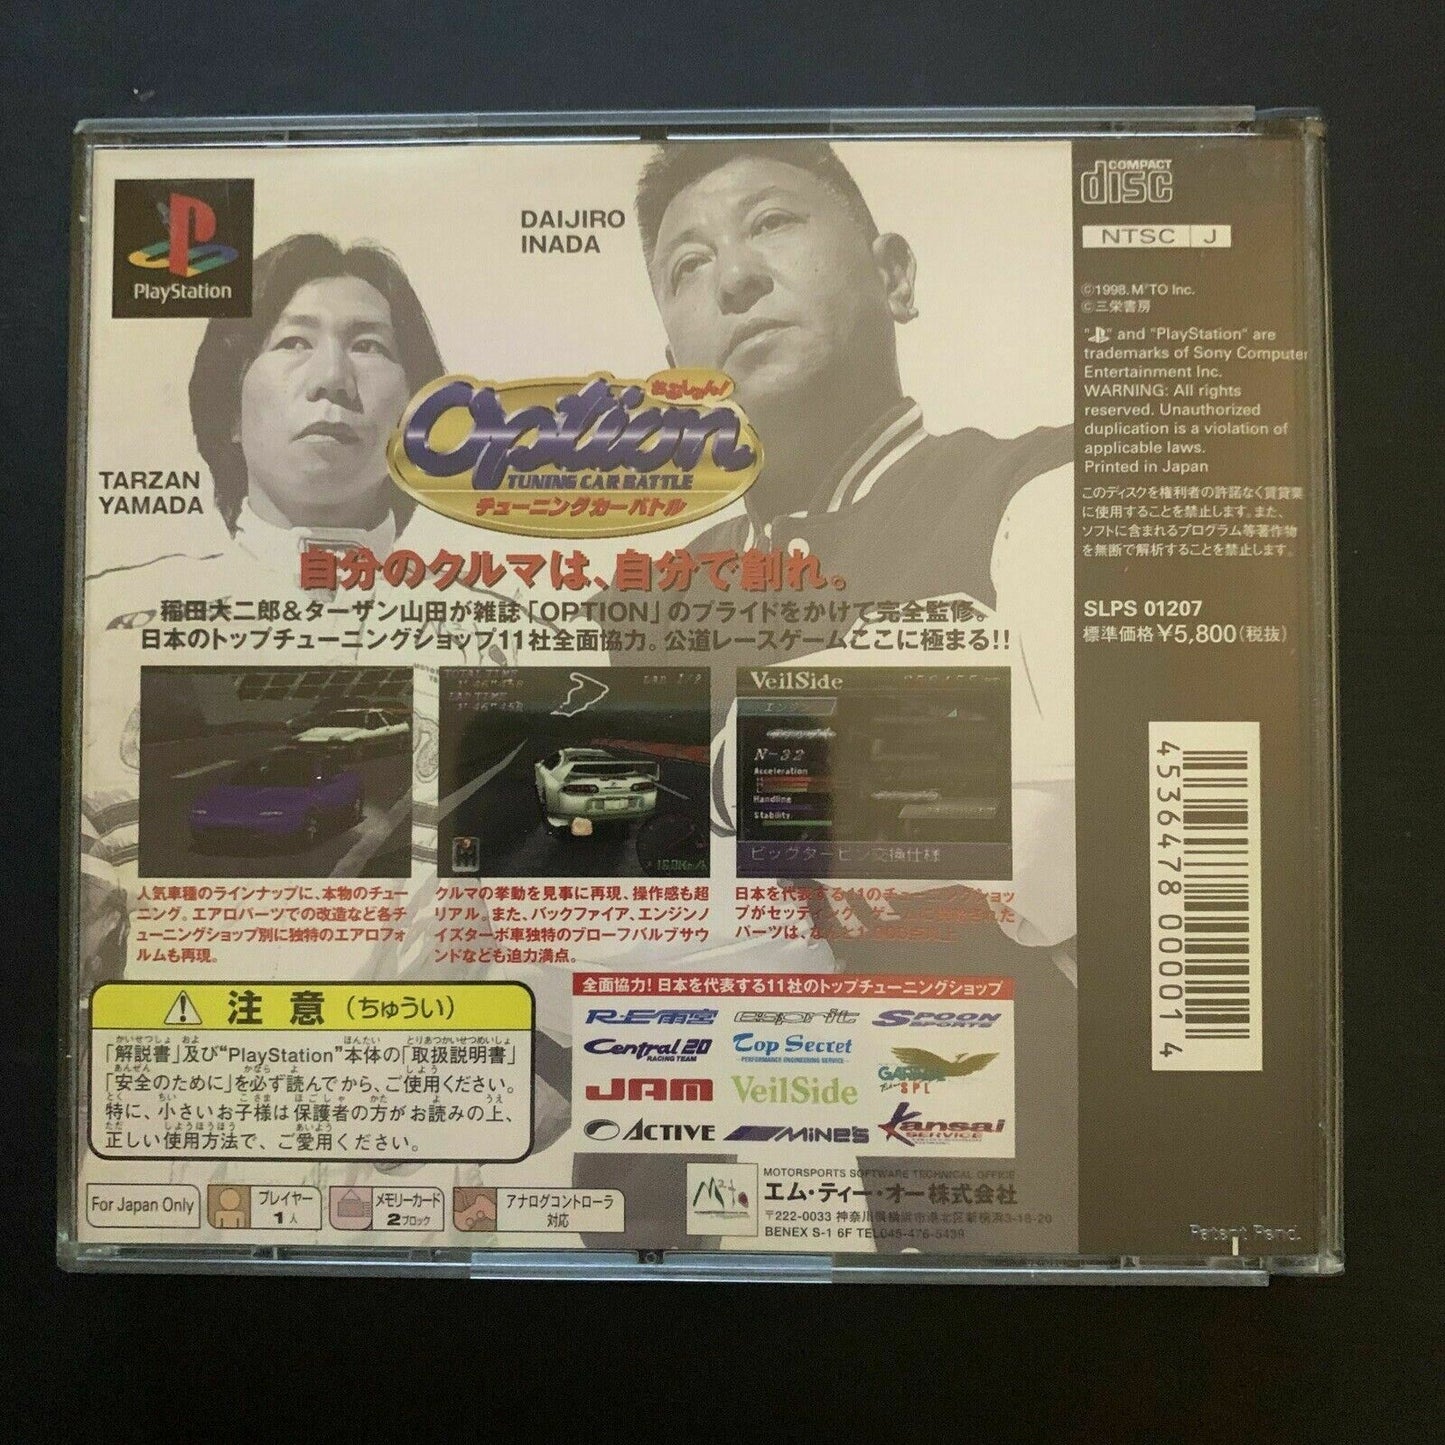 PlayStation
DAIJIRO
INADA
TARZAN
YAMADA
おぷしょん!
Option
TUNING CAR BATTLE
チューニングカーバトル
自分のクルマは、自分で創れ。
稲田大二郎&ターザン山田が雑誌「OPTION」のプライドをかけて完全監修。
日本のトップチューニングショップ11社全面協力。公道レースゲームここに極まる!!
TOTAL TIME
LAP TIME
LAP 1/9
VeilSide
エンジン
N-32
Acceleration
Handling
Stability
ビッグタービン交換仕様
人気車種のラインナップに、本物のチュー
ニング。エアロパーツでの改造など各チ
ューニングショップ別に独特のエアロフォ
ルムも再現。
クルマの挙動を見事に再現、操作感も超
リアル。また、バックファイア、エンジンノ
イズターボ車独特のブローフバルブサウ
ンドなども迫力満点。
日本を代表する11のチューニングショッ
プがセッティング。ゲー
パーツは、なんと
注意(ちゅうい)
「解説書」及び"PlayStation"本体の「取扱説明書」
「安全のために」を必ず読んでから、ご使用ください。
特に、小さいお子様は保護者の方がお読みの上、
正しい使用方法で、ご愛用ください。
全面協力! 日本を代表する11社のトップチューニングショップ
R・E雨宮 esprit SPOON SPORTS
Central 20 RACING TEAM Top Secret PERFORMANCE ENGINEERING SERVICE
JAM VeilSide SPL
ACTIVE MiNE'S Kansai SERVICE
For Japan Only
プレイヤー
1人
メモリーカード
2ブロック
アナログコントローラ
対応
MOTORSPORTS SOFTWARE TECHNICAL OFFICE
エム・ティー・オー株式会社
〒222-0033 神奈川県横浜市港北区新横浜3-18-20
BENEX S-1 6F TEL045-476-5439
COMPACT
disc
NTSC J
©1998. M'TO Inc.
©三栄書房
" " and "PlayStation" are
trademarks of Sony Computer
Entertainment Inc.
WARNING: All rights
reserved. Unauthorized
duplication is a violation of
applicable laws.
Printed in Japan
このディスクを権利者の許諾なく賃貸業
に使用することを禁止します。また、
ソフトに含まれるプログラム等著作物
を無断で解析することを禁止します。
SLPS 01207
標準価格¥5,800(税抜)
4 536478 000014
Patent Pend.